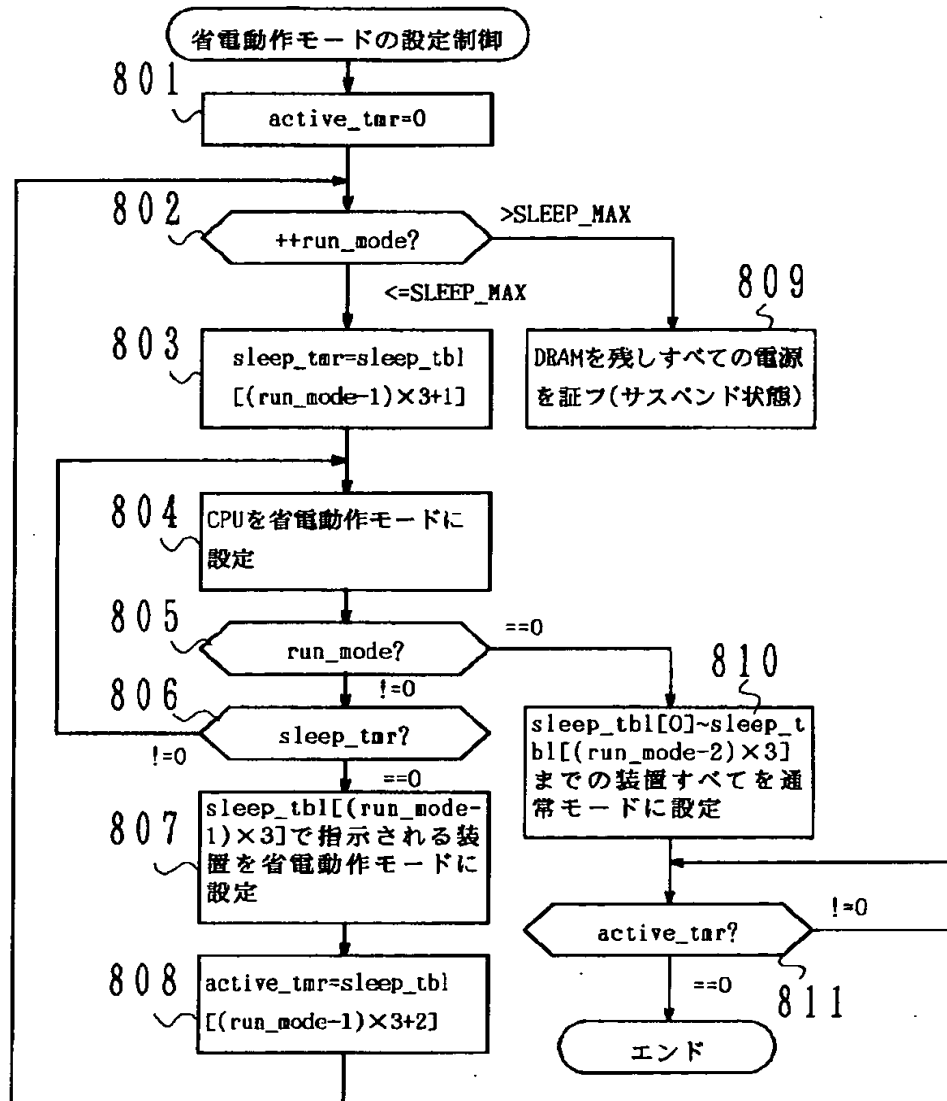 省電動作モードの設定制御
801
active_tmr=0
802
++run_mode?
>SLEEP_MAX
<=SLEEP_MAX
803
sleep_tmr=sleep_tbl
[(run_mode-1)×3+1]
809
DRAMを残しすべての電源
を証ツ(サスペンド状態)
804
CPUを省電動作モードに
設定
805
run_mode?
==0
!=0
806
sleep_tmr?
!=0
==0
810
sleep_tbl[0]~sleep_t
bl[(run_mode-2)×3]
までの装置すべてを通
常モードに設定
807
sleep_tbl[(run_mode-
1)×3]で指示される装
置を省電動作モードに
設定
808
active_tmr=sleep_tbl
[(run_mode-1)×3+2]
active_tmr?
!=0
==0
811
エンド